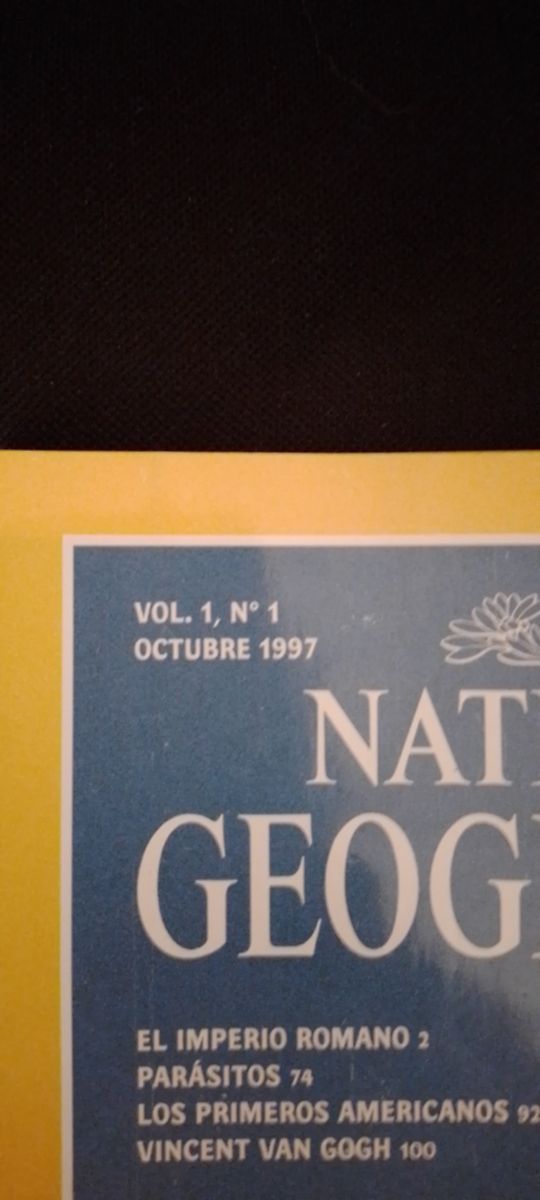 VOL. 1, N° 1
OCTUBRE 1997
NATI
GEOG
EL IMPERIO ROMANO 2
PARÁSITOS 74
LOS PRIMEROS AMERICANOS 92
VINCENT VAN GOGH 100